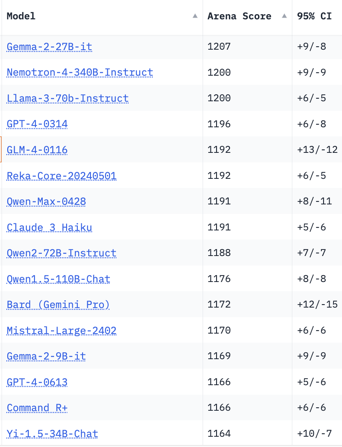 Model Arena Score 95% CI
Gemma-2-27B-it 1207 +9/-8
Nemotron-4-340B-Instruct 1200 +9/-9
Llama-3-70b-Instruct 1200 +6/-5
GPT-4-0314 1196 +6/-8
GLM-4-0116 1192 +13/-12
Reka-Core-20240501 1192 +6/-5
Qwen-Max-0428 1191 +8/-11
Claude 3 Haiku 1191 +5/-6
Qwen2-72B-Instruct 1188 +7/-7
Qwen1.5-110B-Chat 1176 +8/-8
Bard (Gemini Pro) 1172 +12/-15
Mistral-Large-2402 1170 +6/-6
Gemma-2-9B-it 1169 +9/-9
GPT-4-0613 1166 +5/-6
Command R+ 1166 +6/-6
Yi-1.5-34B-Chat 1164 +10/-7